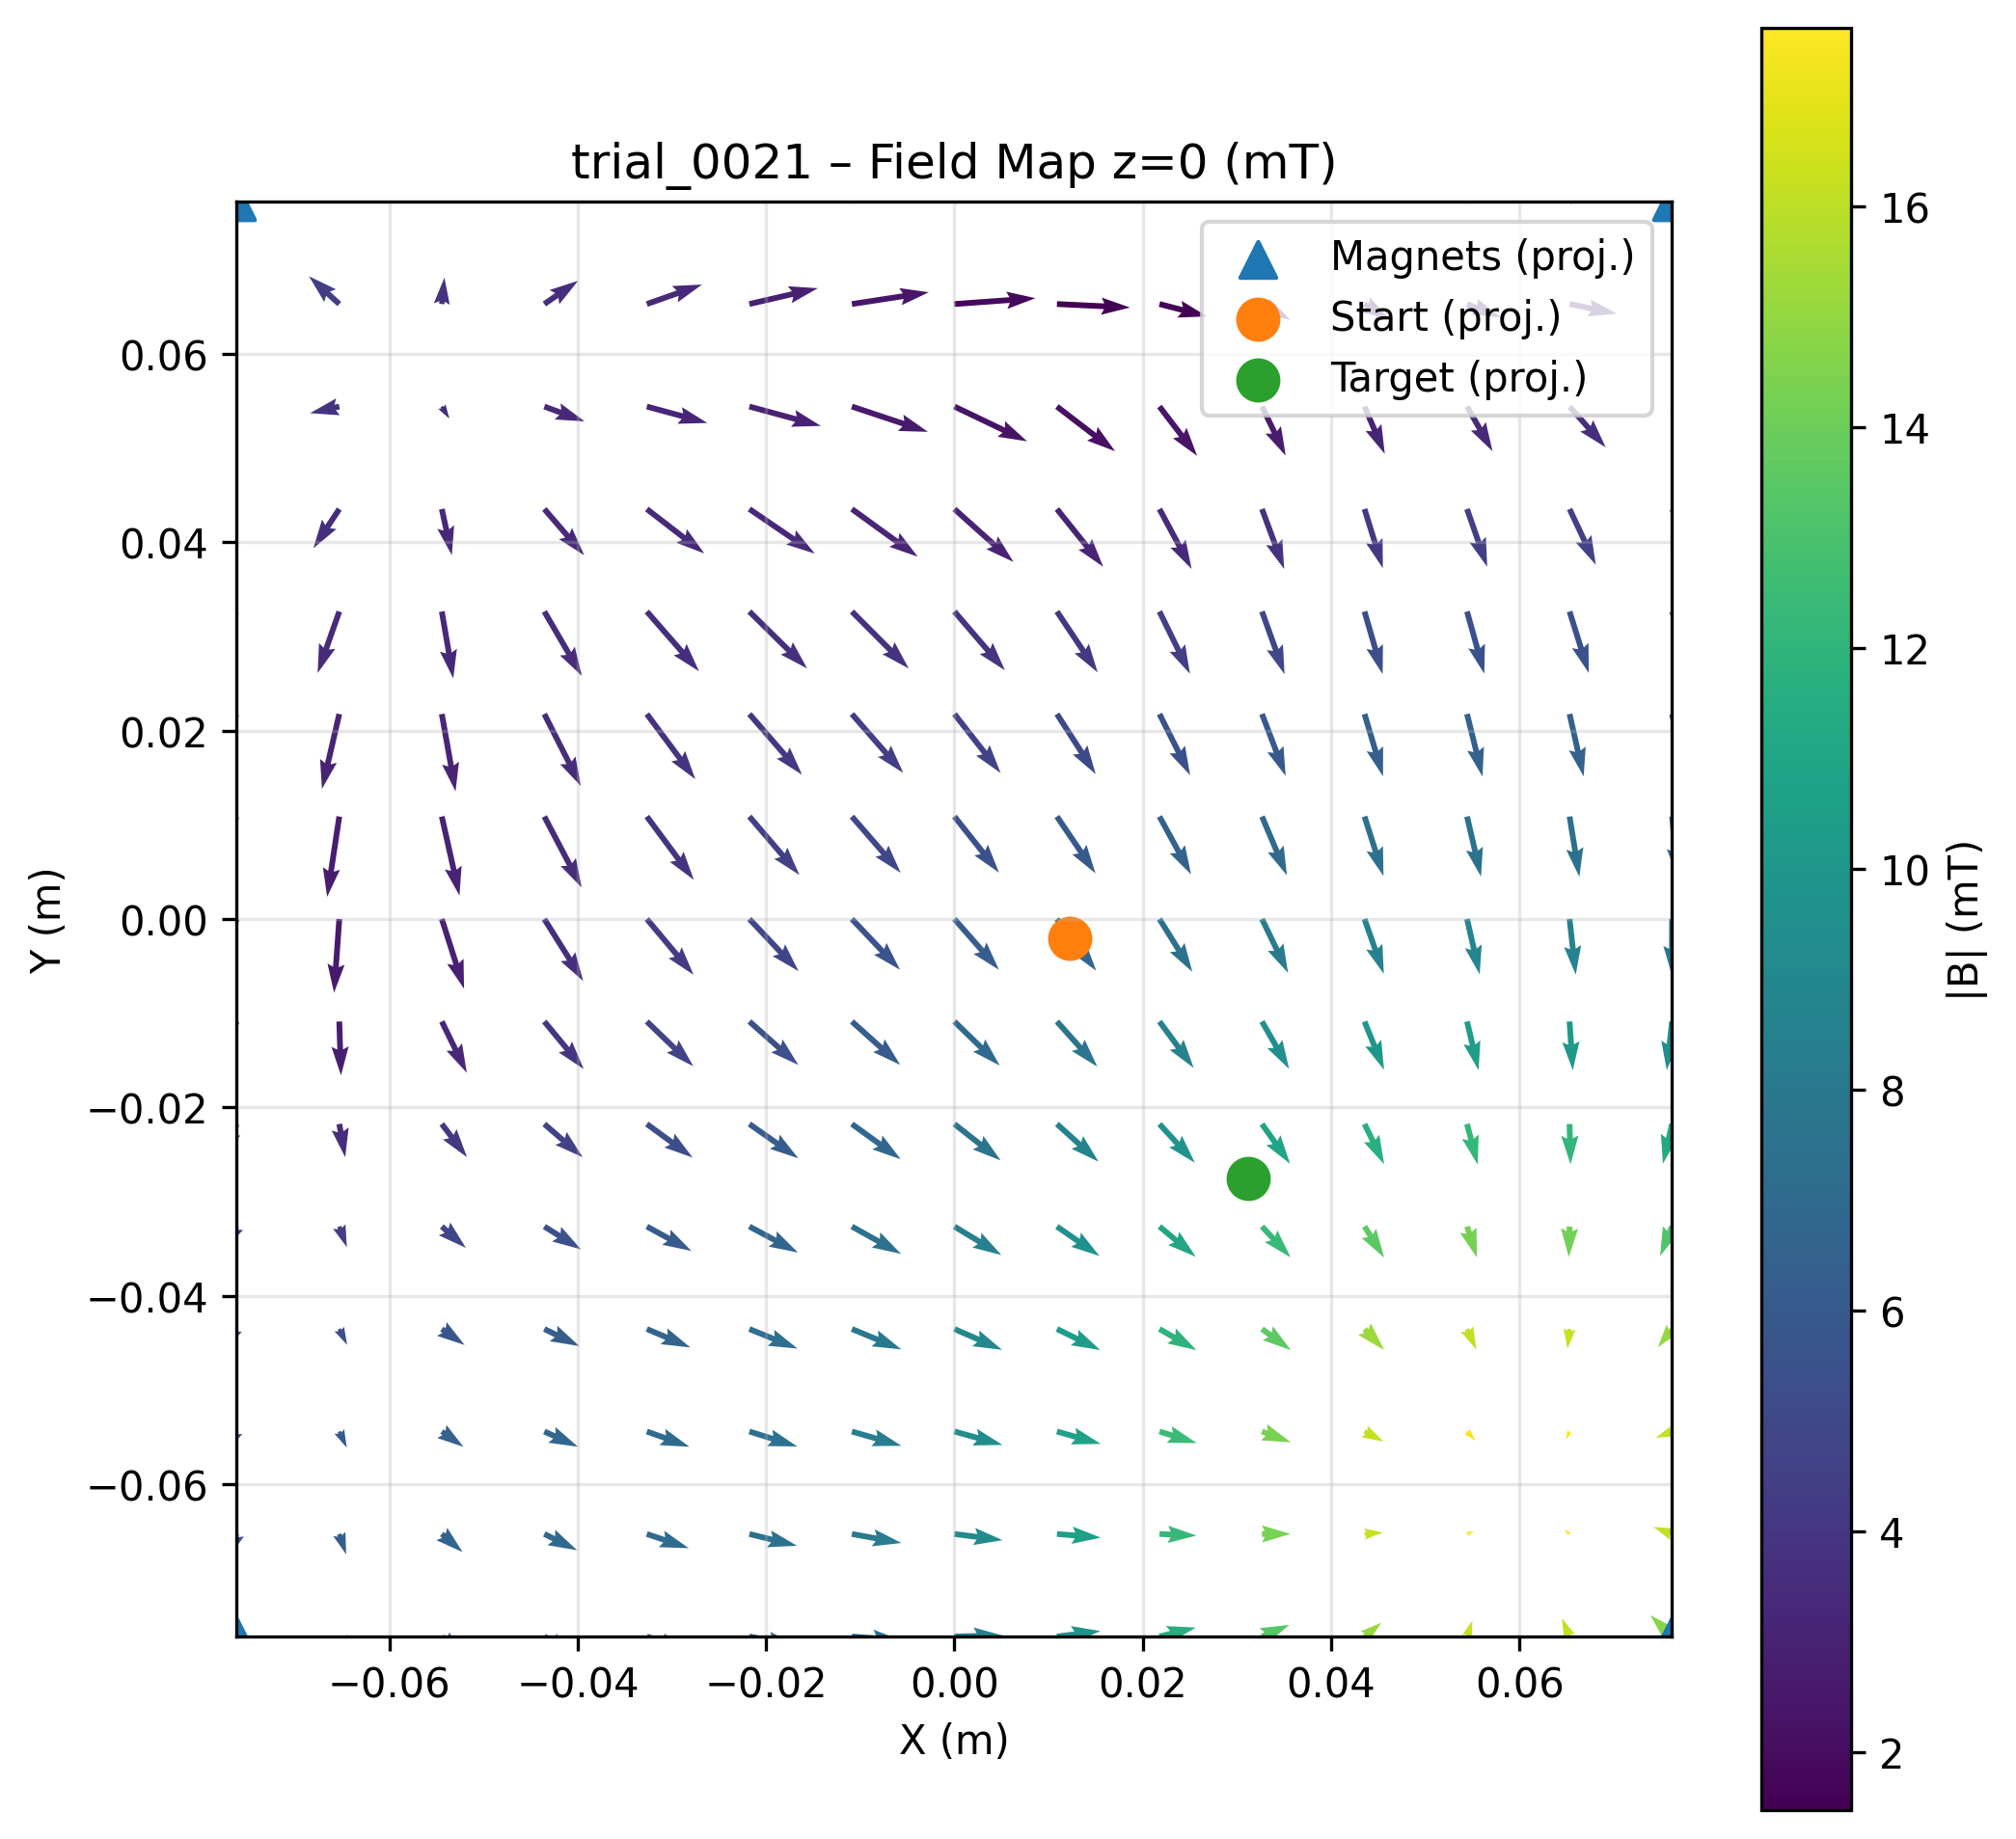 trial_0021 – Field Map z=0 (mT)
Magnets (proj.)
Start (proj.)
Target (proj.)
Y (m)
0.06
0.04
0.02
0.00
−0.02
−0.04
−0.06
−0.06 −0.04 −0.02 0.00 0.02 0.04 0.06
X (m)
16
14
12
10
8
6
4
2
|B| (mT)